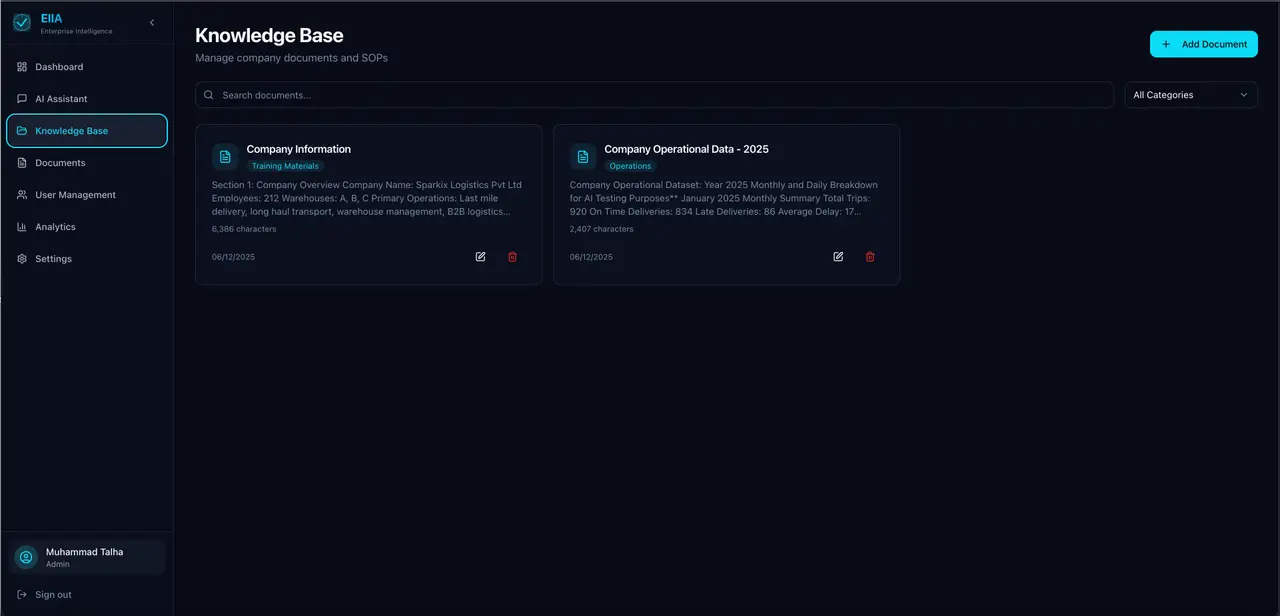 EIIA
Enterprise Intelligence
Dashboard
AI Assistant
Knowledge Base
Documents
User Management
Analytics
Settings
Muhammad Talha
Admin
Sign out
Knowledge Base
Manage company documents and SOPs
Add Document
Search documents...
All Categories
Company Information
Training Materials
Section 1: Company Overview Company Name: Sparkix Logistics Pvt Ltd
Employees: 212 Warehouses: A, B, C Primary Operations: Last mile
delivery, long haul transport, warehouse management, B2B logistics...
6,386 characters
06/12/2025
Company Operational Data - 2025
Operations
Company Operational Dataset: Year 2025 Monthly and Daily Breakdown
for AI Testing Purposes** January 2025 Monthly Summary Total Trips:
920 On Time Deliveries: 834 Late Deliveries: 86 Average Delay: 17...
2,407 characters
06/12/2025